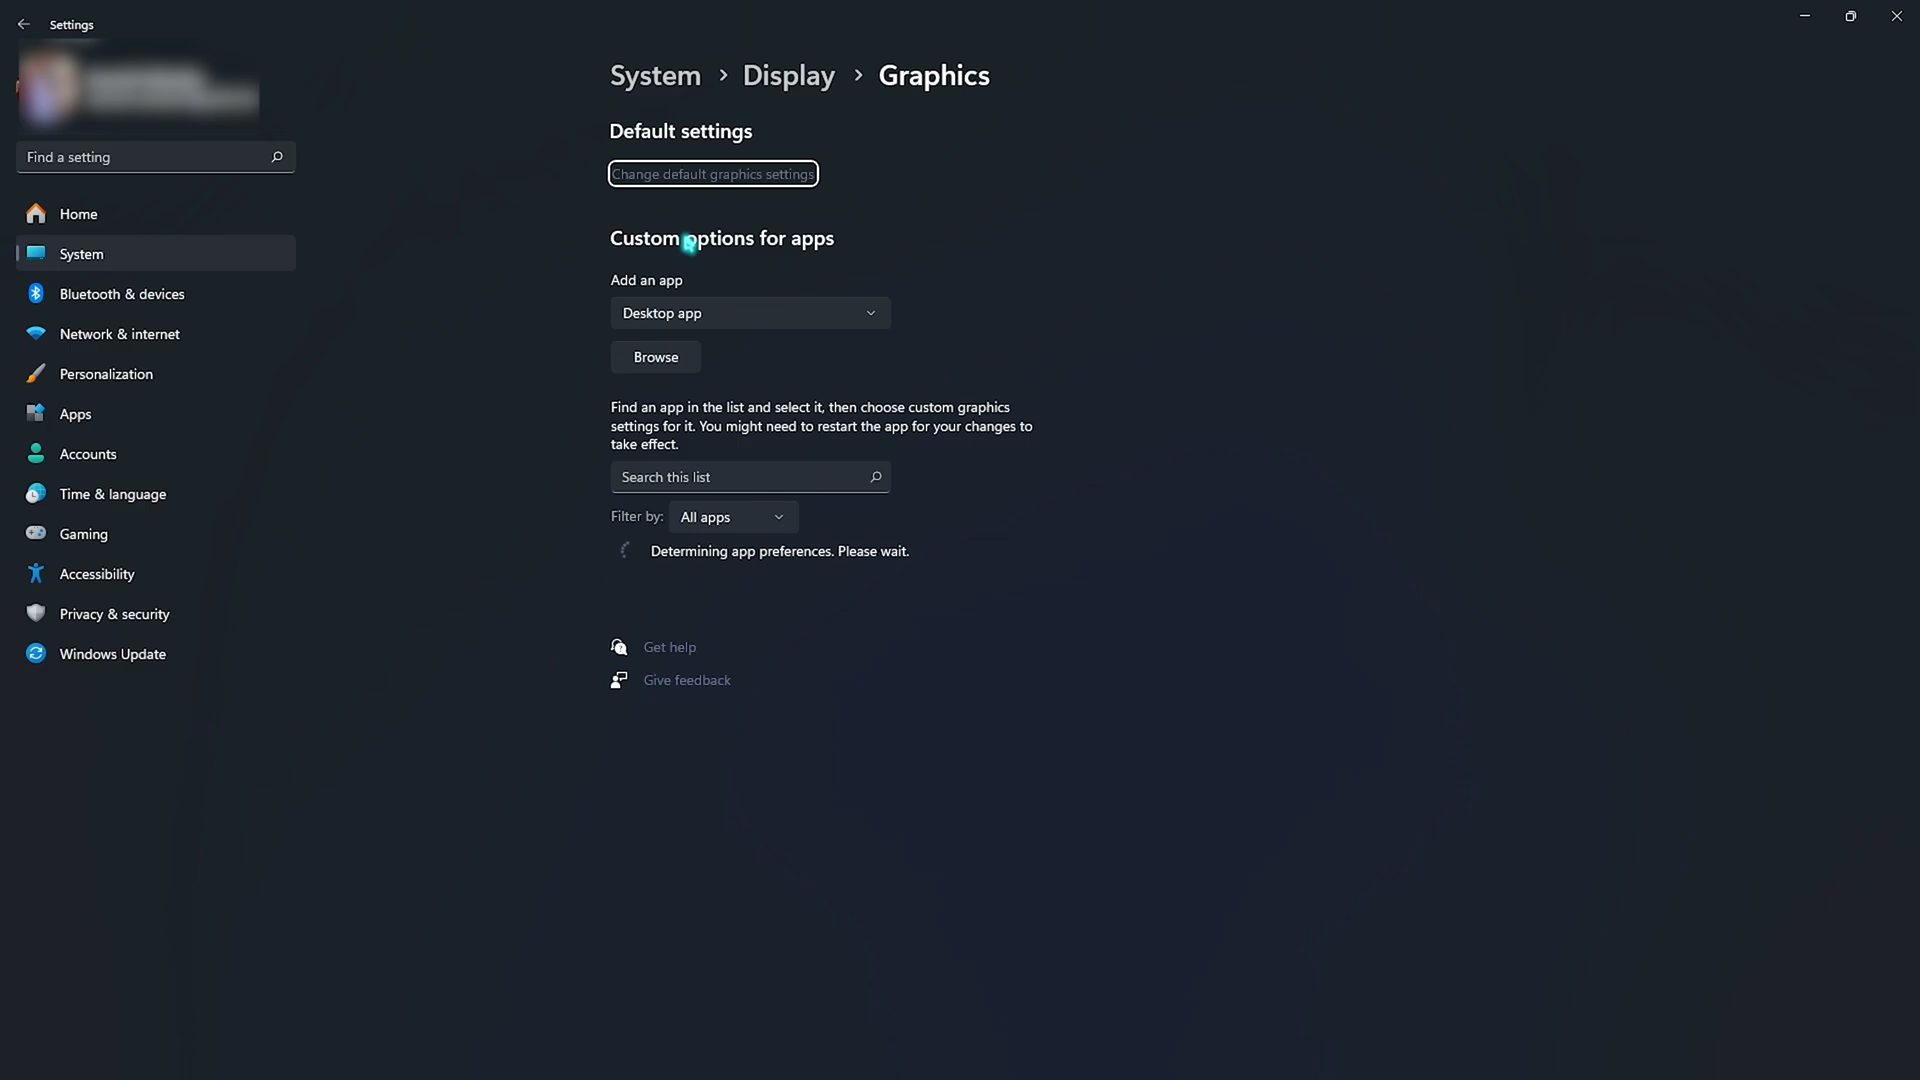 Settings
Find a setting
Home
System
Bluetooth & devices
Network & internet
Personalization
Apps
Accounts
Time & language
Gaming
Accessibility
Privacy & security
Windows Update
System > Display > Graphics
Default settings
Change default graphics settings
Custom options for apps
Add an app
Desktop app
Browse
Find an app in the list and select it, then choose custom graphics
settings for it. You might need to restart the app for your changes to
take effect.
Search this list
Filter by: All apps
Determining app preferences. Please wait.
Get help
Give feedback